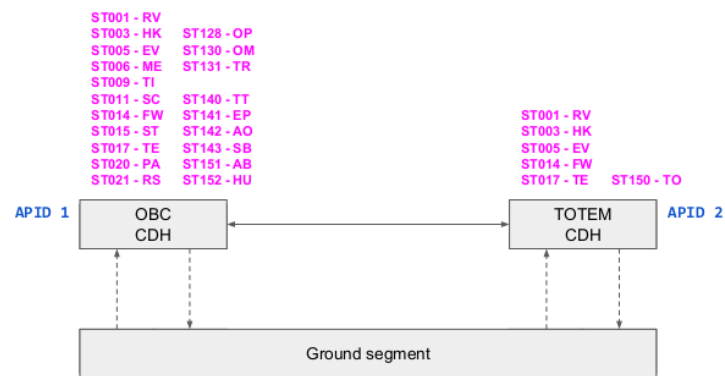 ST001 - RV
ST003 - HK ST128 - OP
ST005 - EV ST130 - OM
ST006 - ME ST131 - TR
ST009 - TI
ST011 - SC ST140 - TT
ST014 - FW ST141 - EP
ST015 - ST ST142 - AO
ST017 - TE ST143 - SB
ST020 - PA ST151 - AB
ST021 - RS ST152 - HU
ST001 - RV
ST003 - HK
ST005 - EV
ST014 - FW
ST017 - TE ST150 - TO
APID 1
OBC
CDH
TOTEM
CDH
APID 2
Ground segment